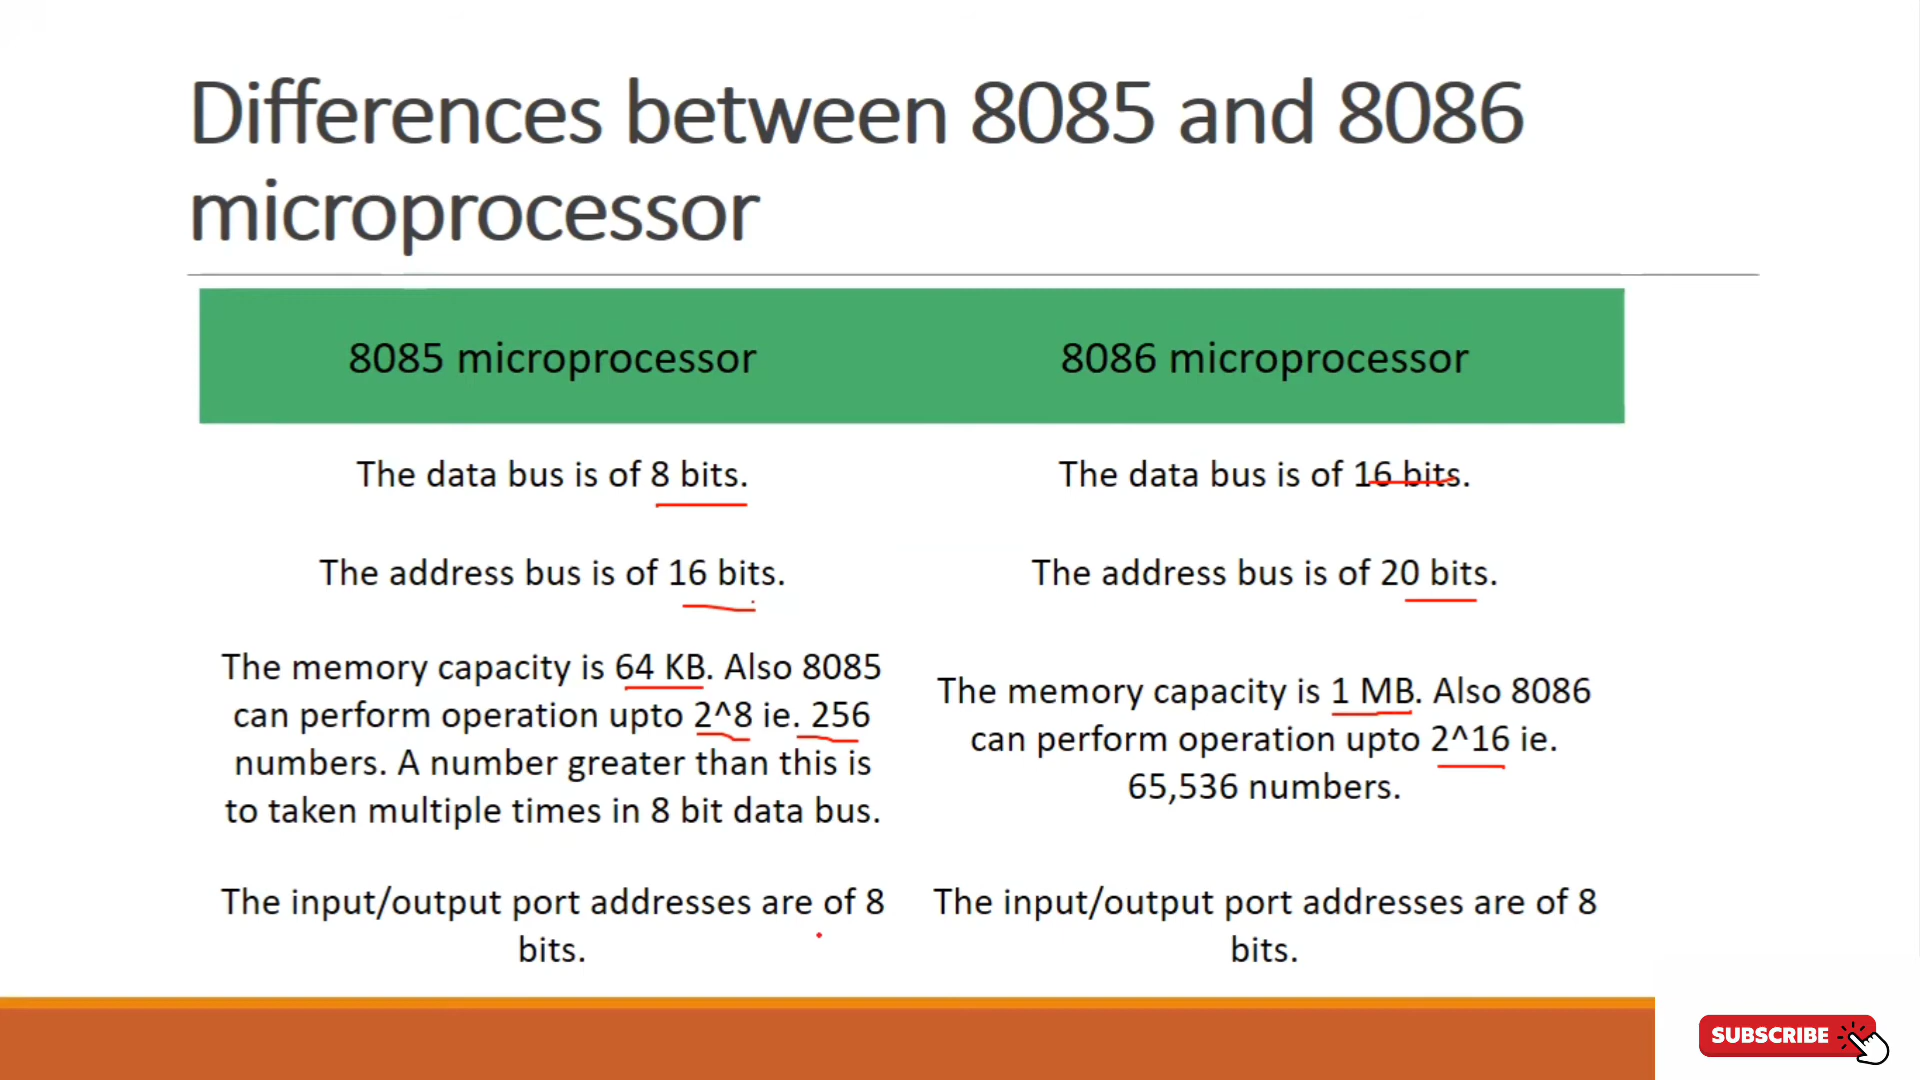 Differences between 8085 and 8086
microprocessor
8085 microprocessor
8086 microprocessor
The data bus is of 8 bits.
The data bus is of 16 bits.
The address bus is of 16 bits.
The address bus is of 20 bits.
The memory capacity is 64 KB. Also 8085
can perform operation upto 2^8 ie. 256
numbers. A number greater than this is
to taken multiple times in 8 bit data bus.
The memory capacity is 1 MB. Also 8086
can perform operation upto 2^16 ie.
65,536 numbers.
The input/output port addresses are of 8
bits.
The input/output port addresses are of 8
bits.
SUBSCRIBE